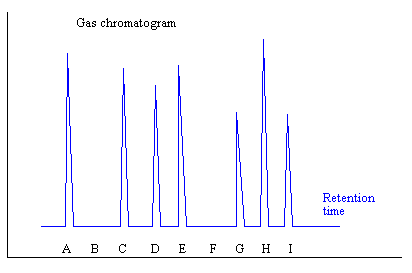 Gas chromatogram
Retention
time
A B C D E F G H I